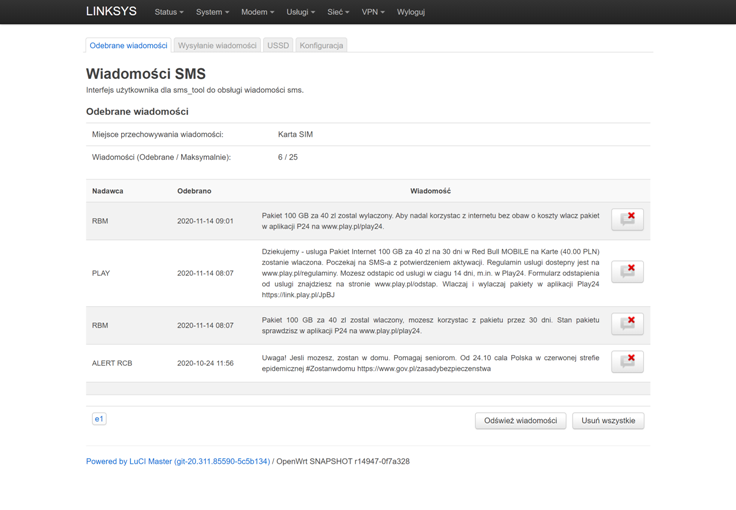 LINKSYS Status System Modem Usługi Sieć VPN Wyloguj
Odebrane wiadomości Wysyłanie wiadomości USSD Konfiguracja
Wiadomości SMS
Interfejs użytkownika dla sms_tool do obsługi wiadomości sms.
Odebrane wiadomości
Miejsce przechowywania wiadomości: Karta SIM
Wiadomości (Odebrane / Maksymalnie): 6 / 25
Nadawca Odebrano Wiadomość
RBM 2020-11-14 09:01 Pakiet 100 GB za 40 zl zostal wylaczony. Aby nadal korzystac z internetu bez obaw o koszty wlacz pakiet
w aplikacji P24 na www.play.pl/play24.
Dziekujemy - usluga Pakiet Internet 100 GB za 40 zl na 30 dni w Red Bull MOBILE na Karte (40.00 PLN)
zostanie wlaczona. Poczekaj na SMS-a z potwierdzeniem aktywacji. Regulamin uslugi dostepny jest na
PLAY 2020-11-14 08:07 www.play.pl/regulaminy. Mozesz odstapic od uslugi w ciagu 14 dni, m.in. w Play24. Formularz odstapienia
od uslugi znajdziesz na stronie www.play.pl/odstap. Wlaczaj i wylaczaj pakiety w aplikacji Play24
https://link.play.pl/JpBJ
RBM 2020-11-14 08:07 Pakiet 100 GB za 40 zl zostal wlaczony, mozesz korzystac z pakietu przez 30 dni. Stan pakietu
sprawdzisz w aplikacji P24 na www.play.pl/play24.
ALERT RCB 2020-10-24 11:56 Uwaga! Jesli mozesz, zostan w domu. Pomagaj seniorom. Od 24.10 cala Polska w czerwonej strefie
epidemicznej #Zostanwdomu https://www.gov.pl/zasadybezpieczenstwa
e1 Odśwież wiadomości Usuń wszystkie
Powered by LuCI Master (git-20.311.85590-5c5b134) / OpenWrt SNAPSHOT r14947-0f7a328